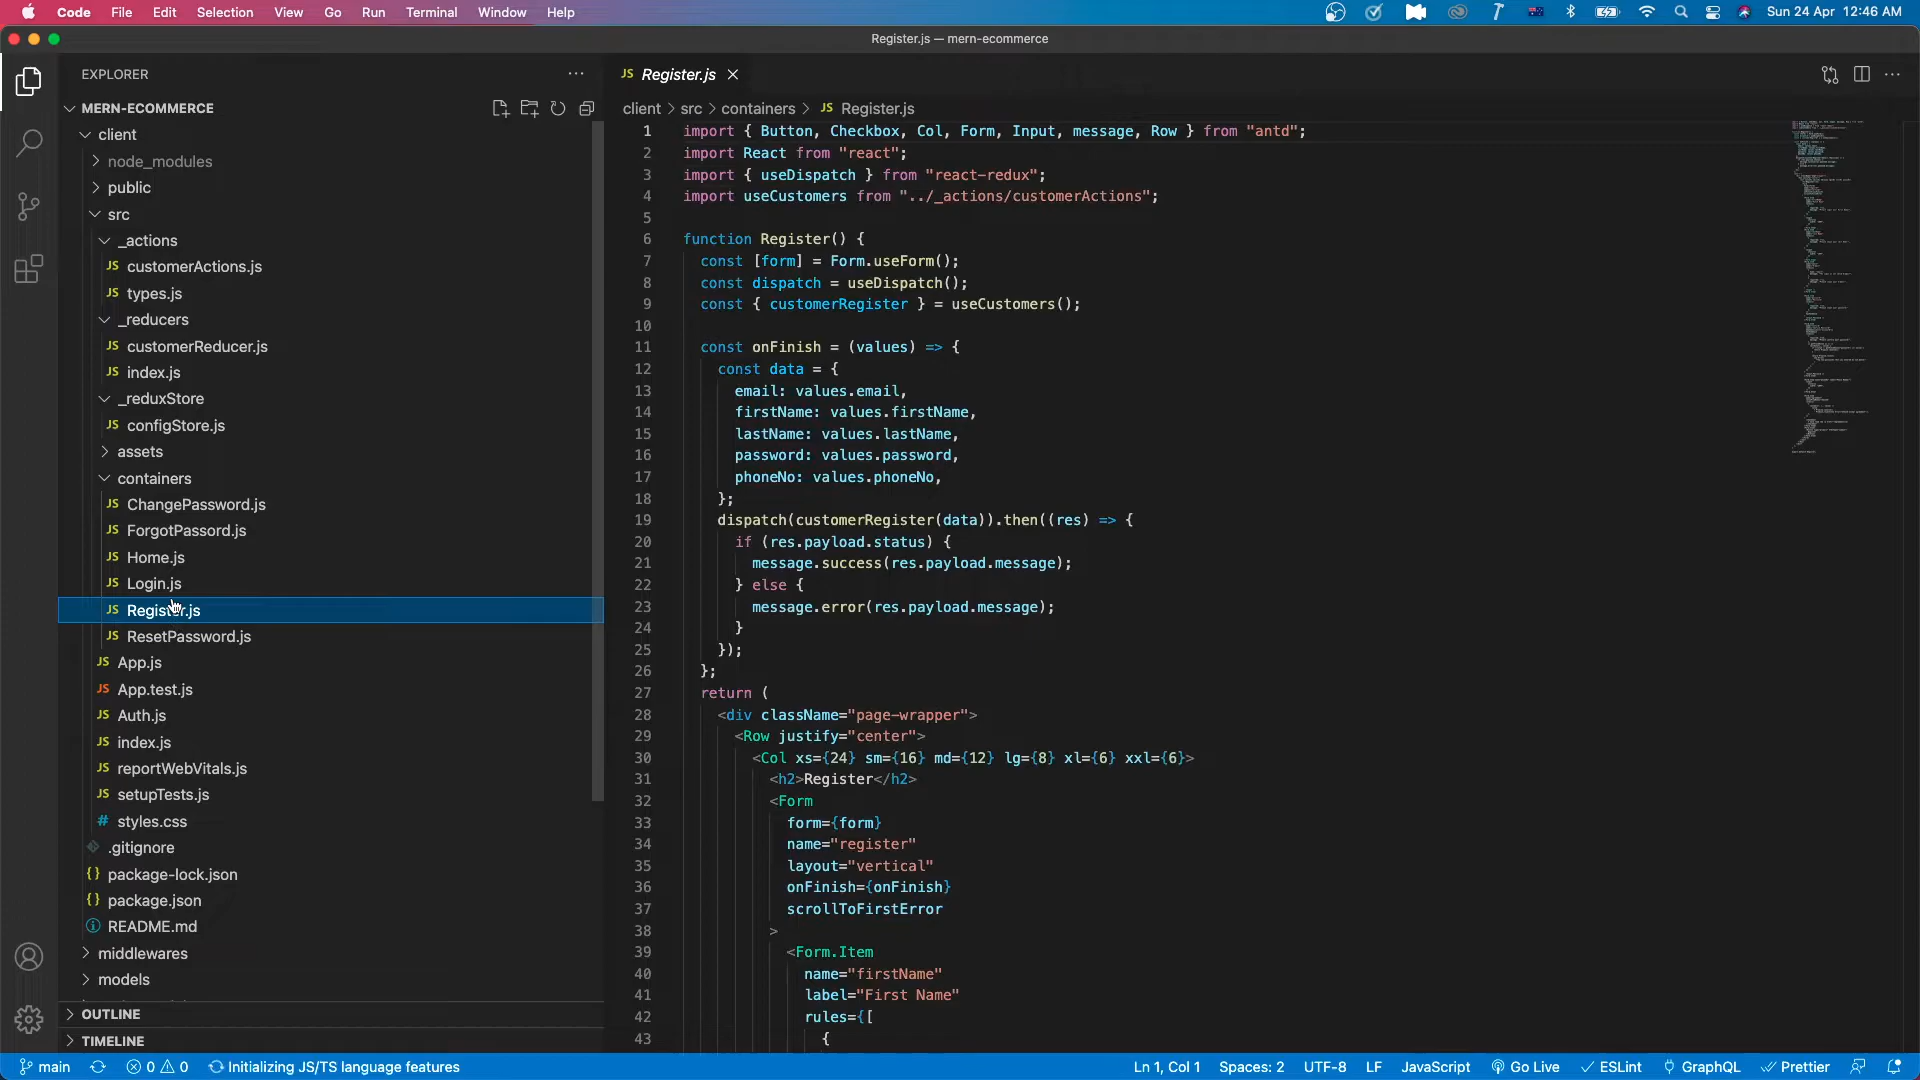 Code File Edit Selection View Go Run Terminal Window Help Sun 24 Apr 12:46 AM
Register.js — mern-ecommerce
EXPLORER
MERN-ECOMMERCE
client
node_modules
public
src
_actions
customerActions.js
types.js
_reducers
customerReducer.js
index.js
_reduxStore
configStore.js
assets
containers
ChangePassword.js
ForgotPassord.js
Home.js
Login.js
Register.js
ResetPassword.js
App.js
App.test.js
Auth.js
index.js
reportWebVitals.js
setupTests.js
styles.css
.gitignore
package-lock.json
package.json
README.md
middlewares
models
OUTLINE
TIMELINE
JS Register.js
client > src > containers > JS Register.js
1 import { Button, Checkbox, Col, Form, Input, message, Row } from "antd";
2 import React from "react";
3 import { useDispatch } from "react-redux";
4 import useCustomers from "../_actions/customerActions";
5
6 function Register() {
7 const [form] = Form.useForm();
8 const dispatch = useDispatch();
9 const { customerRegister } = useCustomers();
10
11 const onFinish = (values) => {
12 const data = {
13 email: values.email,
14 firstName: values.firstName,
15 lastName: values.lastName,
16 password: values.password,
17 phoneNo: values.phoneNo,
18 };
19 dispatch(customerRegister(data)).then((res) => {
20 if (res.payload.status) {
21 message.success(res.payload.message);
22 } else {
23 message.error(res.payload.message);
24 }
25 });
26 };
27 return (
28 <div className="page-wrapper">
29 <Row justify="center">
30 <Col xs={24} sm={16} md={12} lg={8} xl={6} xxl={6}>
31 <h2>Register</h2>
32 <Form
33 form={form}
34 name="register"
35 layout="vertical"
36 onFinish={onFinish}
37 scrollToFirstError
38 >
39 <Form.Item
40 name="firstName"
41 label="First Name"
42 rules={[
43 {
main 0 0 Initializing JS/TS language features Ln 1, Col 1 Spaces: 2 UTF-8 LF JavaScript Go Live ESLint GraphQL Prettier